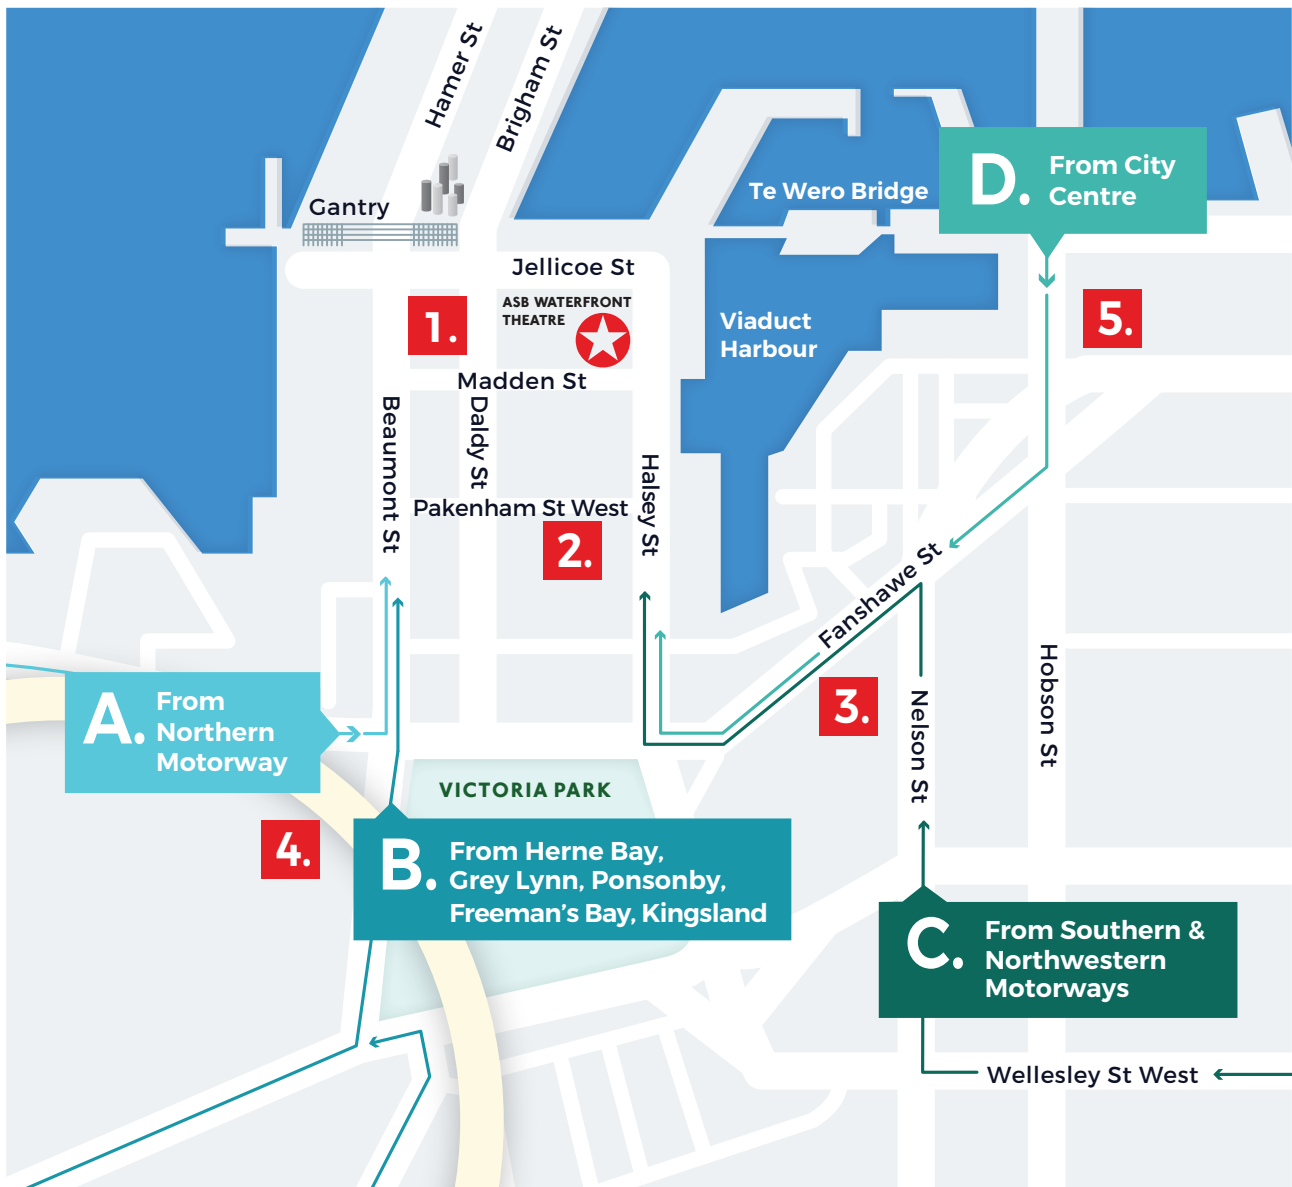 Hamer St
Brigham St
Gantry
Te Wero Bridge
D.
From City
Centre
Jellicoe St
ASB WATERFRONT
THEATRE
1.
Viaduct
Harbour
5.
Madden St
Beaumont St
Daldy St
Halsey St
Pakenham St West
2.
Fanshawe St
A.
From
Northern
Motorway
3.
Nelson St
Hobson St
VICTORIA PARK
4.
B.
From Herne Bay,
Grey Lynn, Ponsonby,
Freeman’s Bay, Kingsland
C.
From Southern &
Northwestern
Motorways
Wellesley St West